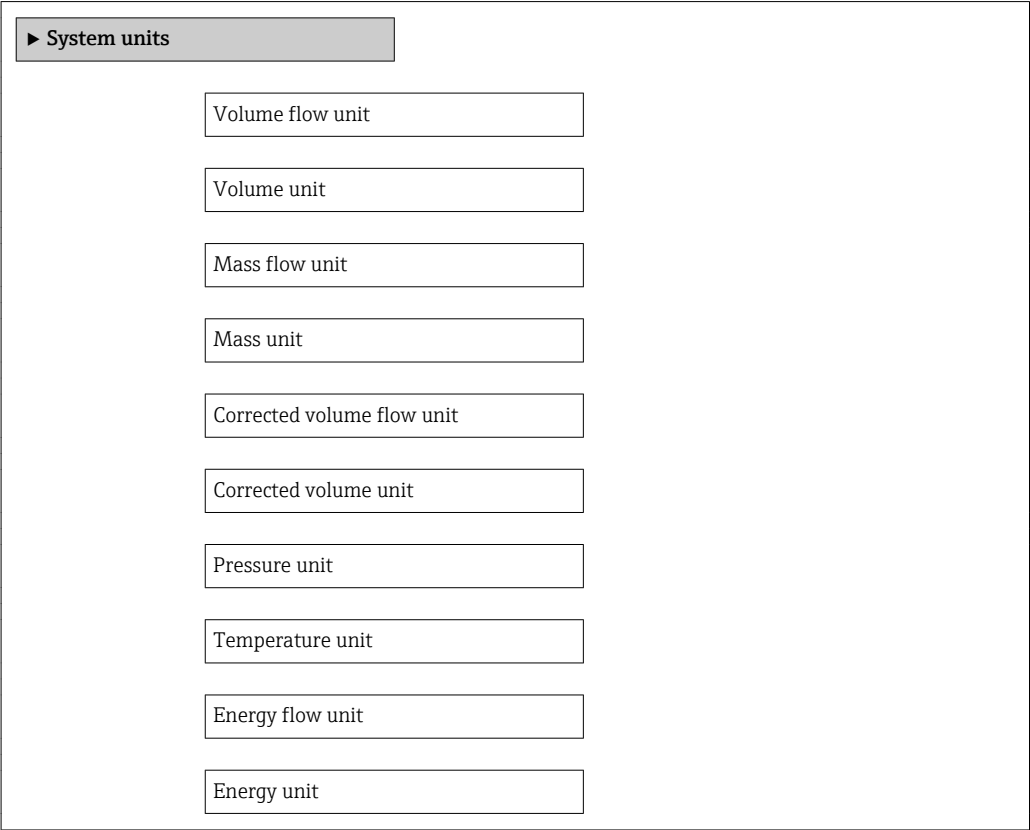 ▶ System units
Volume flow unit
Volume unit
Mass flow unit
Mass unit
Corrected volume flow unit
Corrected volume unit
Pressure unit
Temperature unit
Energy flow unit
Energy unit